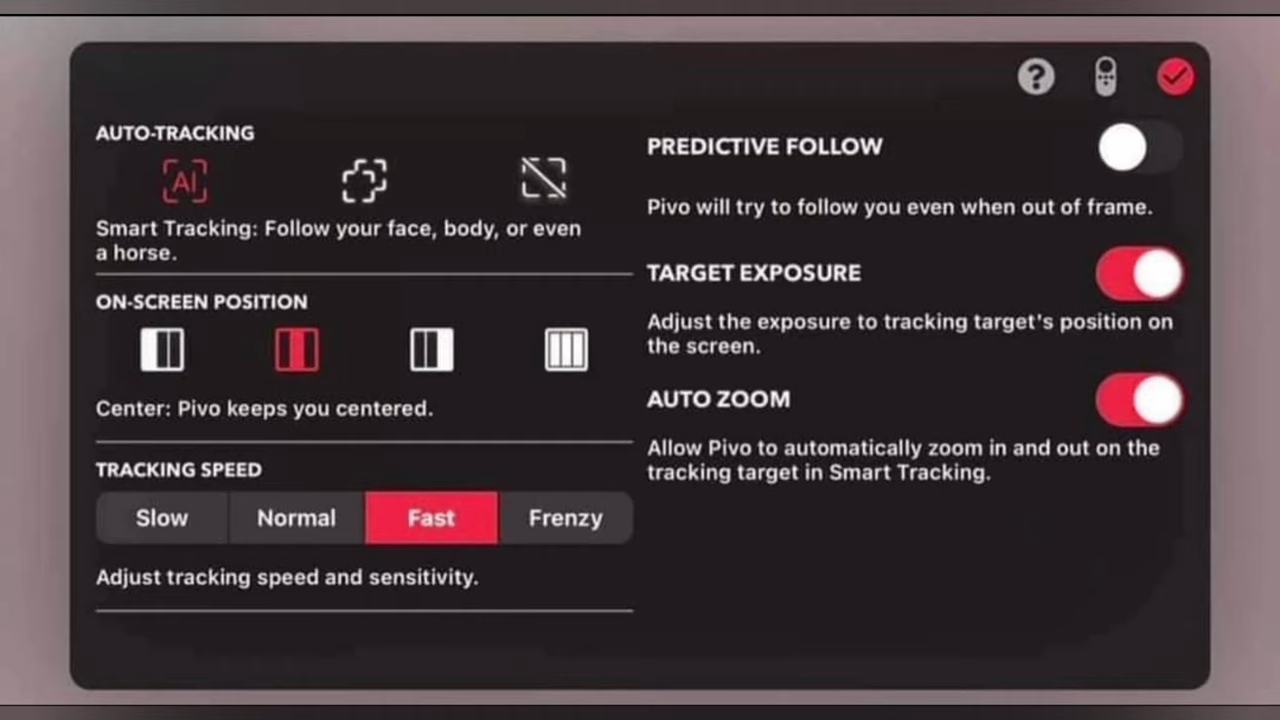 AUTO-TRACKING
AI
Smart Tracking: Follow your face, body, or even
a horse.
ON-SCREEN POSITION
Center: Pivo keeps you centered.
TRACKING SPEED
Slow Normal Fast Frenzy
Adjust tracking speed and sensitivity.
?
PREDICTIVE FOLLOW
Pivo will try to follow you even when out of frame.
TARGET EXPOSURE
Adjust the exposure to tracking target's position on
the screen.
AUTO ZOOM
Allow Pivo to automatically zoom in and out on the
tracking target in Smart Tracking.